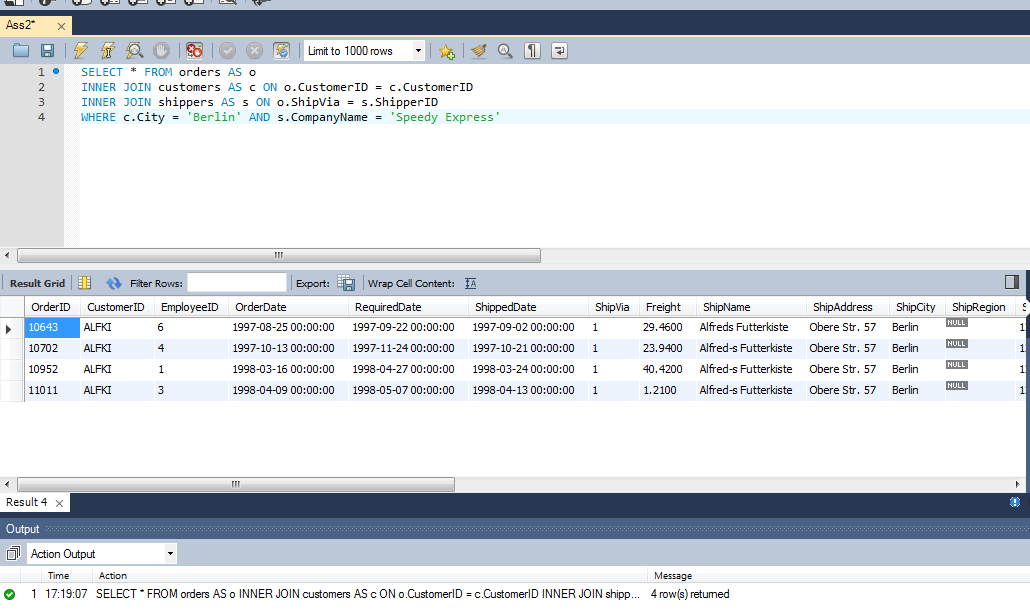 Ass2*
Limit to 1000 rows
1 SELECT * FROM orders AS o
2 INNER JOIN customers AS c ON o.CustomerID = c.CustomerID
3 INNER JOIN shippers AS s ON o.ShipVia = s.ShipperID
4 WHERE c.City = 'Berlin' AND s.CompanyName = 'Speedy Express'
Result Grid Filter Rows: Export: Wrap Cell Content:
OrderID CustomerID EmployeeID OrderDate RequiredDate ShippedDate ShipVia Freight ShipName ShipAddress ShipCity ShipRegion
10643 ALFKI 6 1997-08-25 00:00:00 1997-09-22 00:00:00 1997-09-02 00:00:00 1 29.4600 Alfreds Futterkiste Obere Str. 57 Berlin NULL
10702 ALFKI 4 1997-10-13 00:00:00 1997-11-24 00:00:00 1997-10-21 00:00:00 1 23.9400 Alfred-s Futterkiste Obere Str. 57 Berlin NULL
10952 ALFKI 1 1998-03-16 00:00:00 1998-04-27 00:00:00 1998-03-24 00:00:00 1 40.4200 Alfred-s Futterkiste Obere Str. 57 Berlin NULL
11011 ALFKI 3 1998-04-09 00:00:00 1998-05-07 00:00:00 1998-04-13 00:00:00 1 1.2100 Alfred-s Futterkiste Obere Str. 57 Berlin NULL
Result 4
Output
Action Output
Time Action Message
1 17:19:07 SELECT * FROM orders AS o INNER JOIN customers AS c ON o.CustomerID = c.CustomerID INNER JOIN shipp... 4 row(s) returned